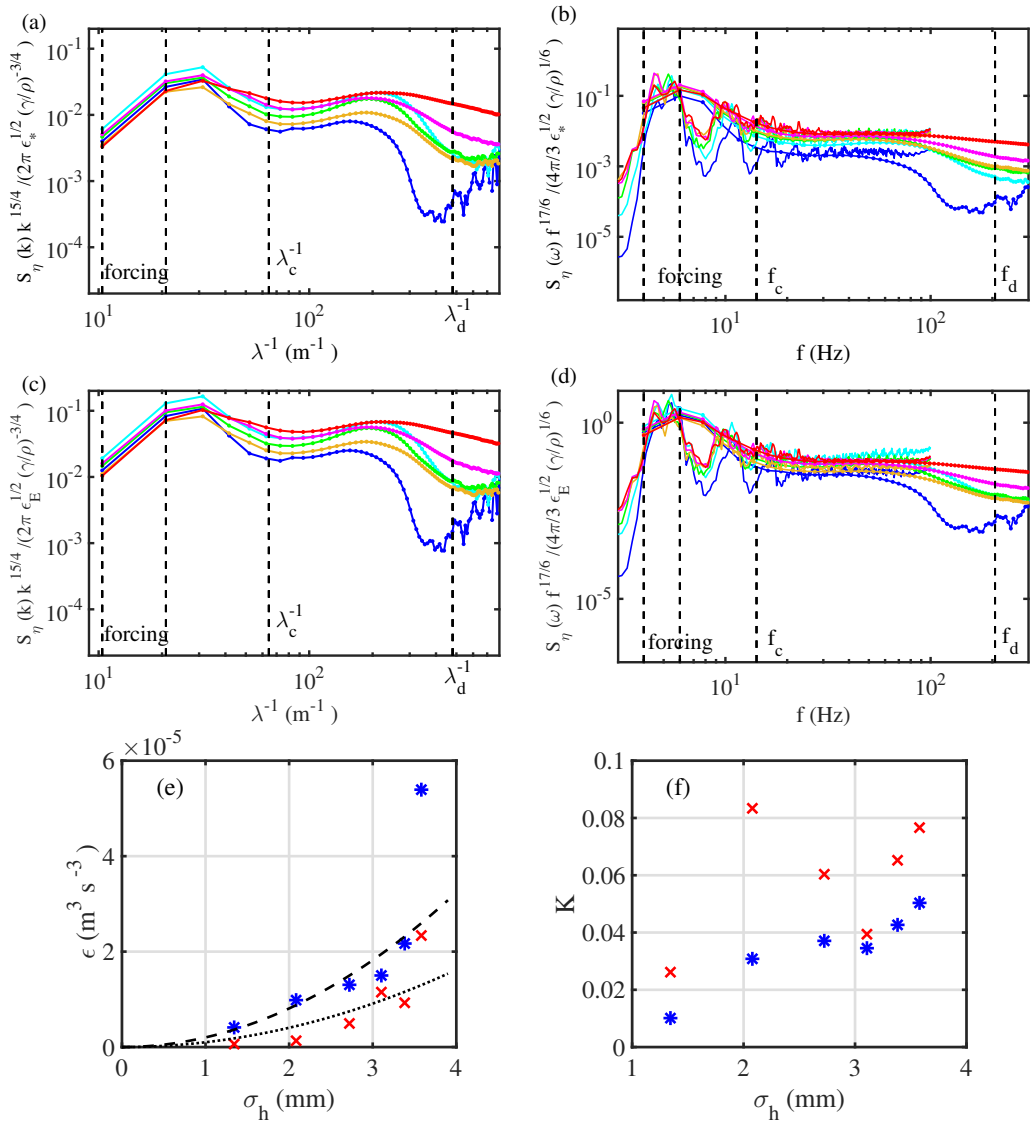 (a)
S_η (k) k^15/4 /(2π ϵ_*^1/2 (γ/ρ)^-3/4
10^-1
10^-2
10^-3
10^-4
forcing
λ_c^-1
λ_d^-1
10^1
10^2
λ^-1 (m^-1 )
(b)
S_η (ω) f^17/6 /(4π/3 ϵ_*^1/2 (γ/ρ)^1/6 )
10^-1
10^-3
10^-5
forcing
f_c
f_d
10^1
10^2
f (Hz)
(c)
S_η (k) k^15/4 /(2π ϵ_E^1/2 (γ/ρ)^-3/4
10^-1
10^-2
10^-3
10^-4
forcing
λ_c^-1
λ_d^-1
10^1
10^2
λ^-1 (m^-1 )
(d)
S_η (ω) f^17/6 /(4π/3 ϵ_E^1/2 (γ/ρ)^1/6 )
10^0
10^-5
forcing
f_c
f_d
10^1
10^2
f (Hz)
(e)
×10^-5
ϵ (m^3 s^-3 )
6
4
2
0
0 1 2 3 4
σ_h (mm)
(f)
K
0.1
0.08
0.06
0.04
0.02
0
1 2 3 4
σ_h (mm)